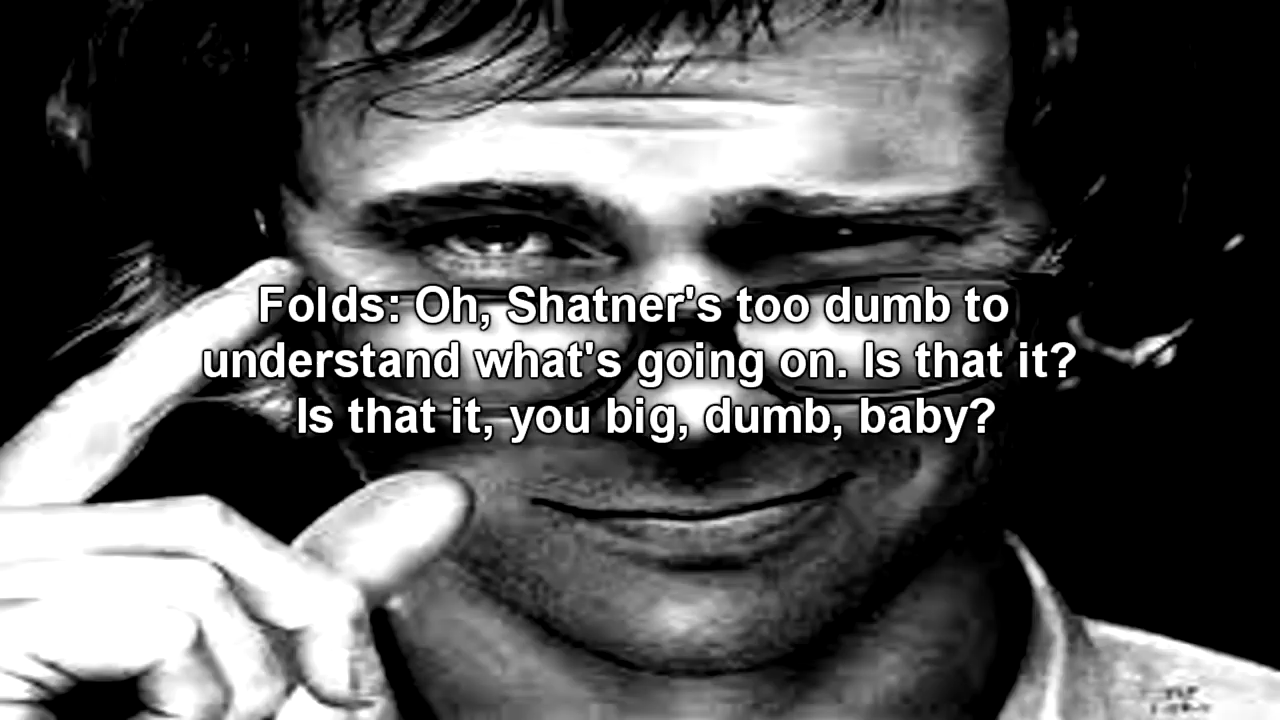 Folds: Oh, Shatner's too dumb to
understand what's going on. Is that it?
Is that it, you big, dumb, baby?